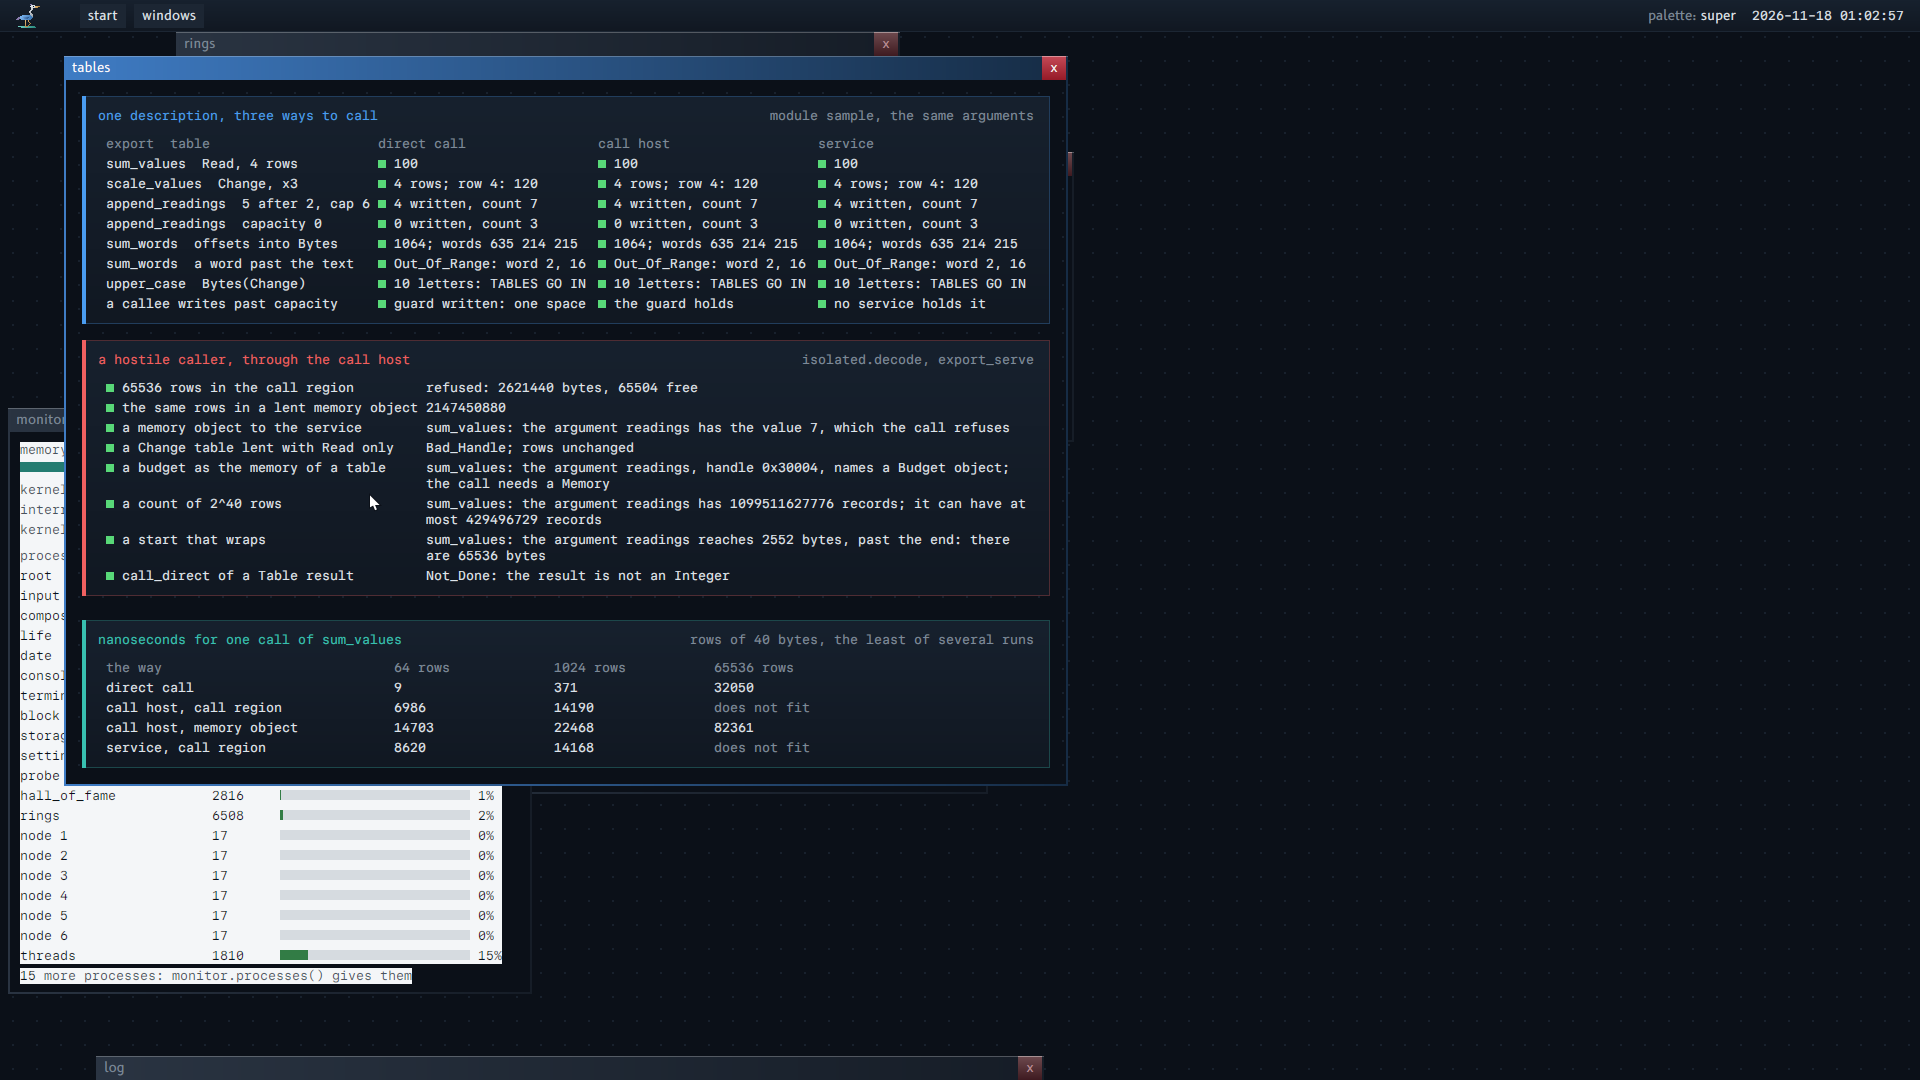 start windows palette: super 2026-11-18 01:02:57
rings x
tables x
one description, three ways to call module sample, the same arguments
export table direct call call host service
sum_values Read, 4 rows 100 100 100
scale_values Change, x3 4 rows; row 4: 120 4 rows; row 4: 120 4 rows; row 4: 120
append_readings 5 after 2, cap 6 4 written, count 7 4 written, count 7 4 written, count 7
append_readings capacity 0 0 written, count 3 0 written, count 3 0 written, count 3
sum_words offsets into Bytes 1064; words 635 214 215 1064; words 635 214 215 1064; words 635 214 215
sum_words a word past the text Out_Of_Range: word 2, 16 Out_Of_Range: word 2, 16 Out_Of_Range: word 2, 16
upper_case Bytes(Change) 10 letters: TABLES GO IN 10 letters: TABLES GO IN 10 letters: TABLES GO IN
a callee writes past capacity guard written: one space the guard holds no service holds it
a hostile caller, through the call host isolated.decode, export_serve
65536 rows in the call region refused: 2621440 bytes, 65504 free
the same rows in a lent memory object 2147450880
a memory object to the service sum_values: the argument readings has the value 7, which the call refuses
a Change table lent with Read only Bad_Handle; rows unchanged
a budget as the memory of a table sum_values: the argument readings, handle 0x30004, names a Budget object;
the call needs a Memory
a count of 2^40 rows sum_values: the argument readings has 1099511627776 records; it can have at
most 429496729 records
a start that wraps sum_values: the argument readings reaches 2552 bytes, past the end: there
are 65536 bytes
call_direct of a Table result Not_Done: the result is not an Integer
nanoseconds for one call of sum_values rows of 40 bytes, the least of several runs
the way 64 rows 1024 rows 65536 rows
direct call 9 371 32050
call host, call region 6986 14190 does not fit
call host, memory object 14703 22468 82361
service, call region 8620 14168 does not fit
monitor
memory
kernel
inter
kernel
proces
root
input
compos
life
date
consol
termin
block
storag
settin
probe
hall_of_fame 2816 1%
rings 6508 2%
node 1 17 0%
node 2 17 0%
node 3 17 0%
node 4 17 0%
node 5 17 0%
node 6 17 0%
threads 1810 15%
15 more processes: monitor.processes() gives them
log x